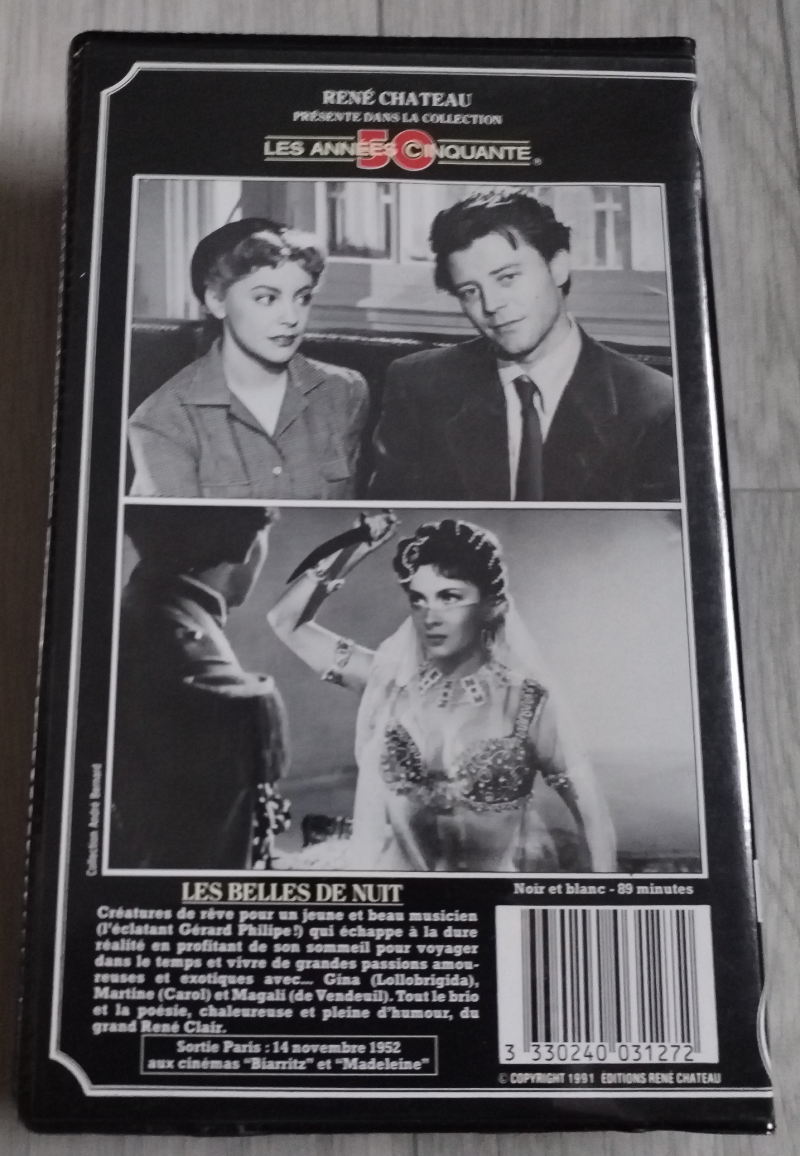 RENÉ CHATEAU
PRÉSENTE DANS LA COLLECTION
LES ANNÉES CINQUANTE
50
Collection André Bernard
LES BELLES DE NUIT
Noir et blanc - 89 minutes
Créatures de rêve pour un jeune et beau musicien
(l'éclatant Gérard Philipe!) qui échappe à la dure
réalité en profitant de son sommeil pour voyager
dans le temps et vivre de grandes passions amou-
reuses et exotiques avec... Gina (Lollobrigida),
Martine (Carol) et Magali (de Vendeuil). Tout le brio
et la poésie, chaleureuse et pleine d'humour, du
grand René Clair.
Sortie Paris : 14 novembre 1952
aux cinémas "Biarritz" et "Madeleine"
3 330240 031272
© COPYRIGHT 1991 EDITIONS RENÉ CHATEAU